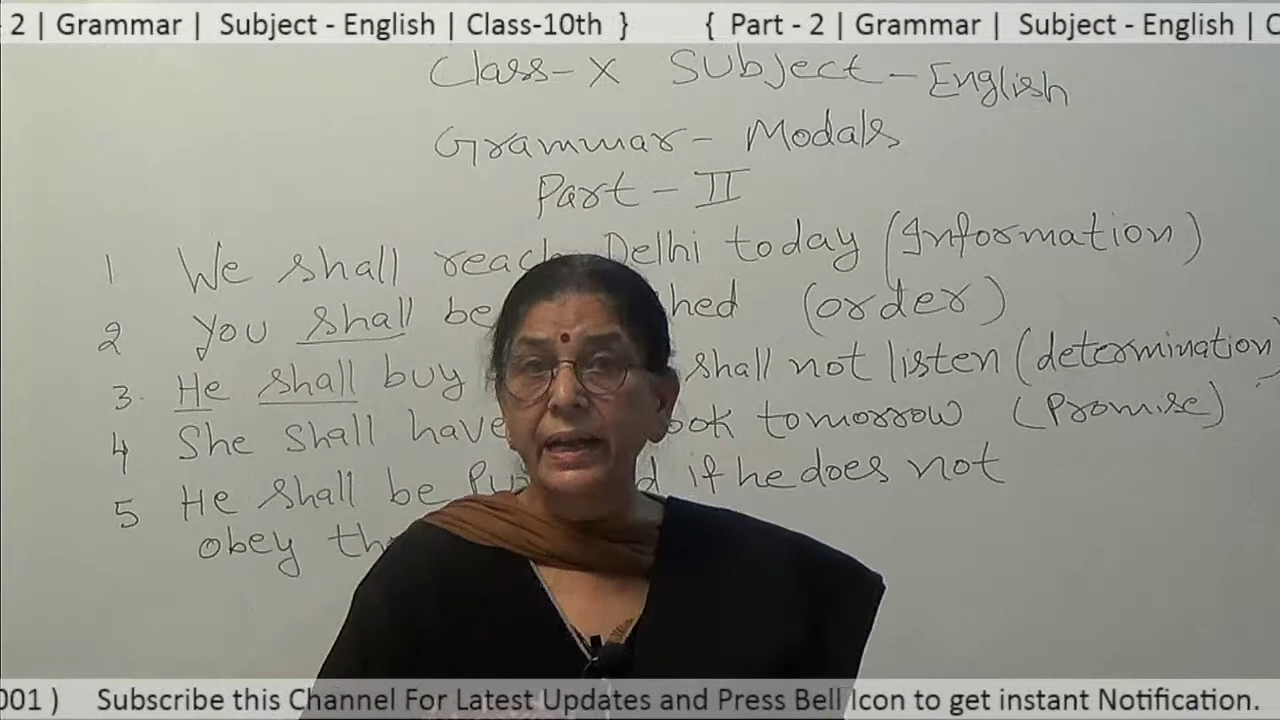 2 | Grammar | Subject - English | Class-10th } { Part - 2 | Grammar | Subject - English | C
Class-X Subject-English
Grammar- Modals
Part-II
1 We shall reach Delhi today (Information)
2 You shall be hed (order)
3. He shall buy shall not listen (determination)
4 She shall have ook tomorrow (Promise)
5 He shall be Pu d if he does not
obey th
001 ) Subscribe this Channel For Latest Updates and Press Bell Icon to get instant Notification.